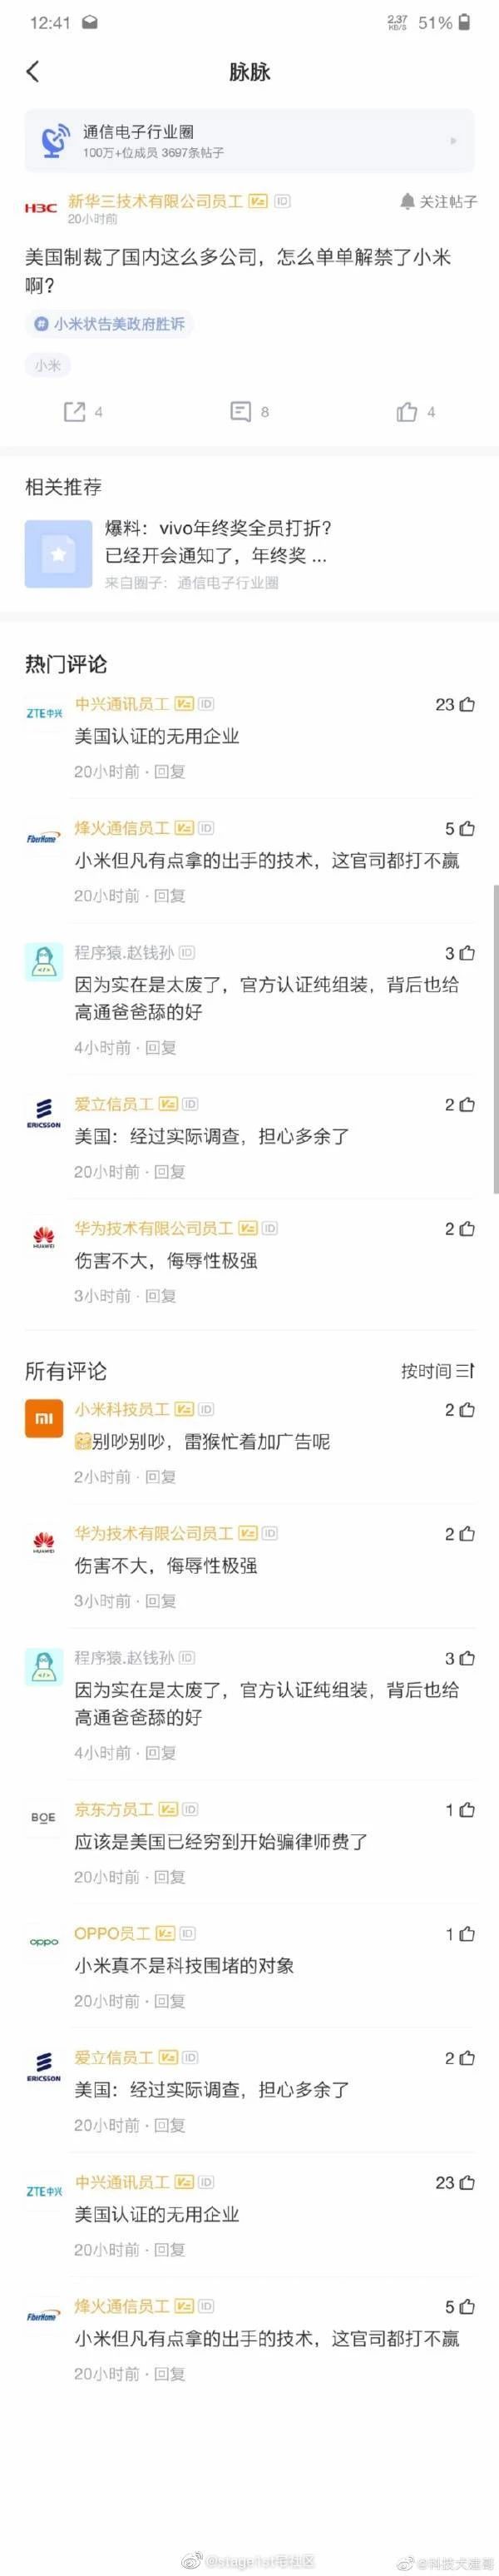 12:41
2.37
KB/S
51%
脉脉
通信电子行业圈
100万+位成员 3697条帖子
H3C
新华三技术有限公司员工
ID
关注帖子
20小时前
美国制裁了国内这么多公司，怎么单单解禁了小米
啊？
# 小米状告美政府胜诉
小米
4
8
4
相关推荐
爆料：vivo年终奖全员打折？
已经开会通知了，年终奖 ...
来自圈子：通信电子行业圈
热门评论
ZTE中兴
中兴通讯员工
ID
23
美国认证的无用企业
20小时前 · 回复
FiberHome
烽火通信员工
ID
5
小米但凡有点拿的出手的技术，这官司都打不赢
20小时前 · 回复
程序猿.赵钱孙
ID
3
因为实在是太废了，官方认证纯组装，背后也给
高通爸爸舔的好
4小时前 · 回复
ERICSSON
爱立信员工
ID
2
美国：经过实际调查，担心多余了
20小时前 · 回复
HUAWEI
华为技术有限公司员工
ID
2
伤害不大，侮辱性极强
3小时前 · 回复
所有评论
按时间
小米科技员工
ID
2
别吵别吵，雷猴忙着加广告呢
2小时前 · 回复
HUAWEI
华为技术有限公司员工
ID
2
伤害不大，侮辱性极强
3小时前 · 回复
程序猿.赵钱孙
ID
3
因为实在是太废了，官方认证纯组装，背后也给
高通爸爸舔的好
4小时前 · 回复
BOE
京东方员工
ID
1
应该是美国已经穷到开始骗律师费了
20小时前 · 回复
oppo
OPPO员工
ID
1
小米真不是科技围堵的对象
20小时前 · 回复
ERICSSON
爱立信员工
ID
2
美国：经过实际调查，担心多余了
20小时前 · 回复
ZTE中兴
中兴通讯员工
ID
23
美国认证的无用企业
20小时前 · 回复
FiberHome
烽火通信员工
ID
5
小米但凡有点拿的出手的技术，这官司都打不赢
20小时前 · 回复